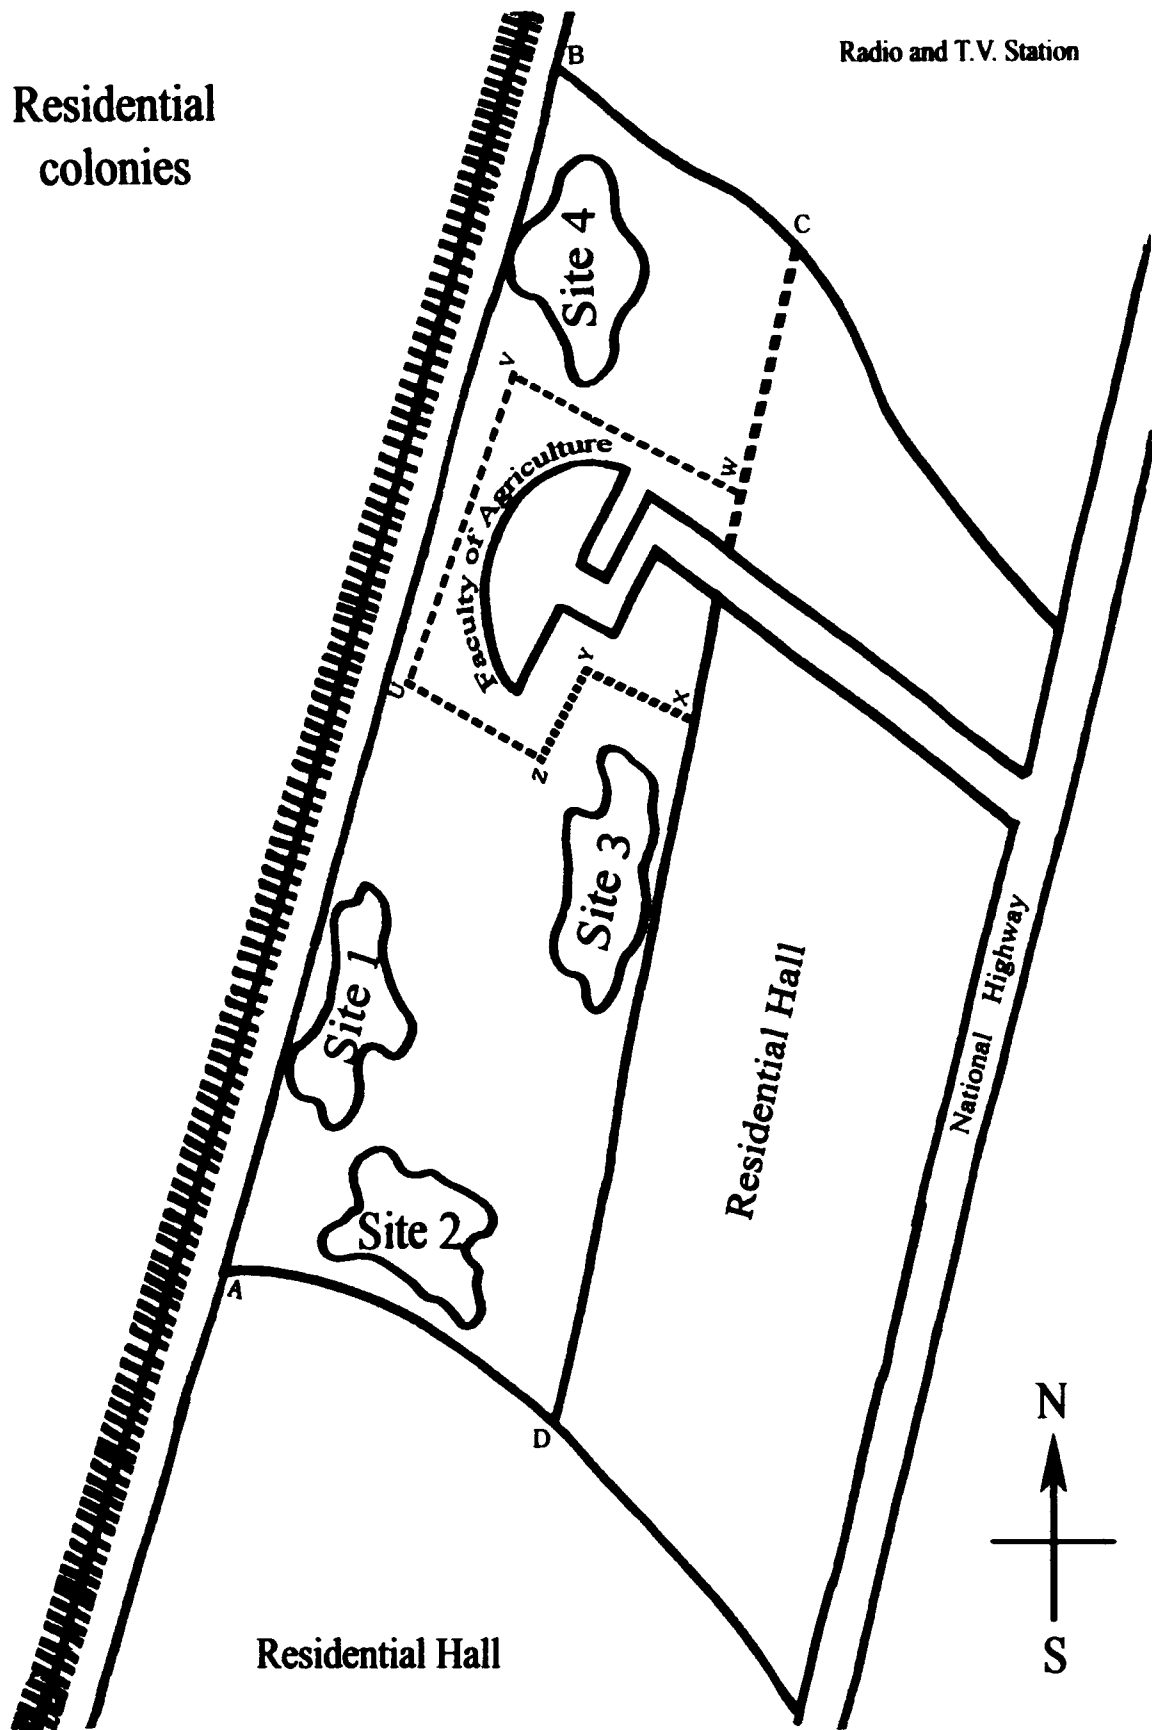 B
Radio and T.V. Station
Residential
colonies
C
Site 4
V
W
Faculty of Agriculture
U
Y
X
Z
Site 3
Site 1
Residential Hall
National Highway
Site 2
A
D
N
S
Residential Hall